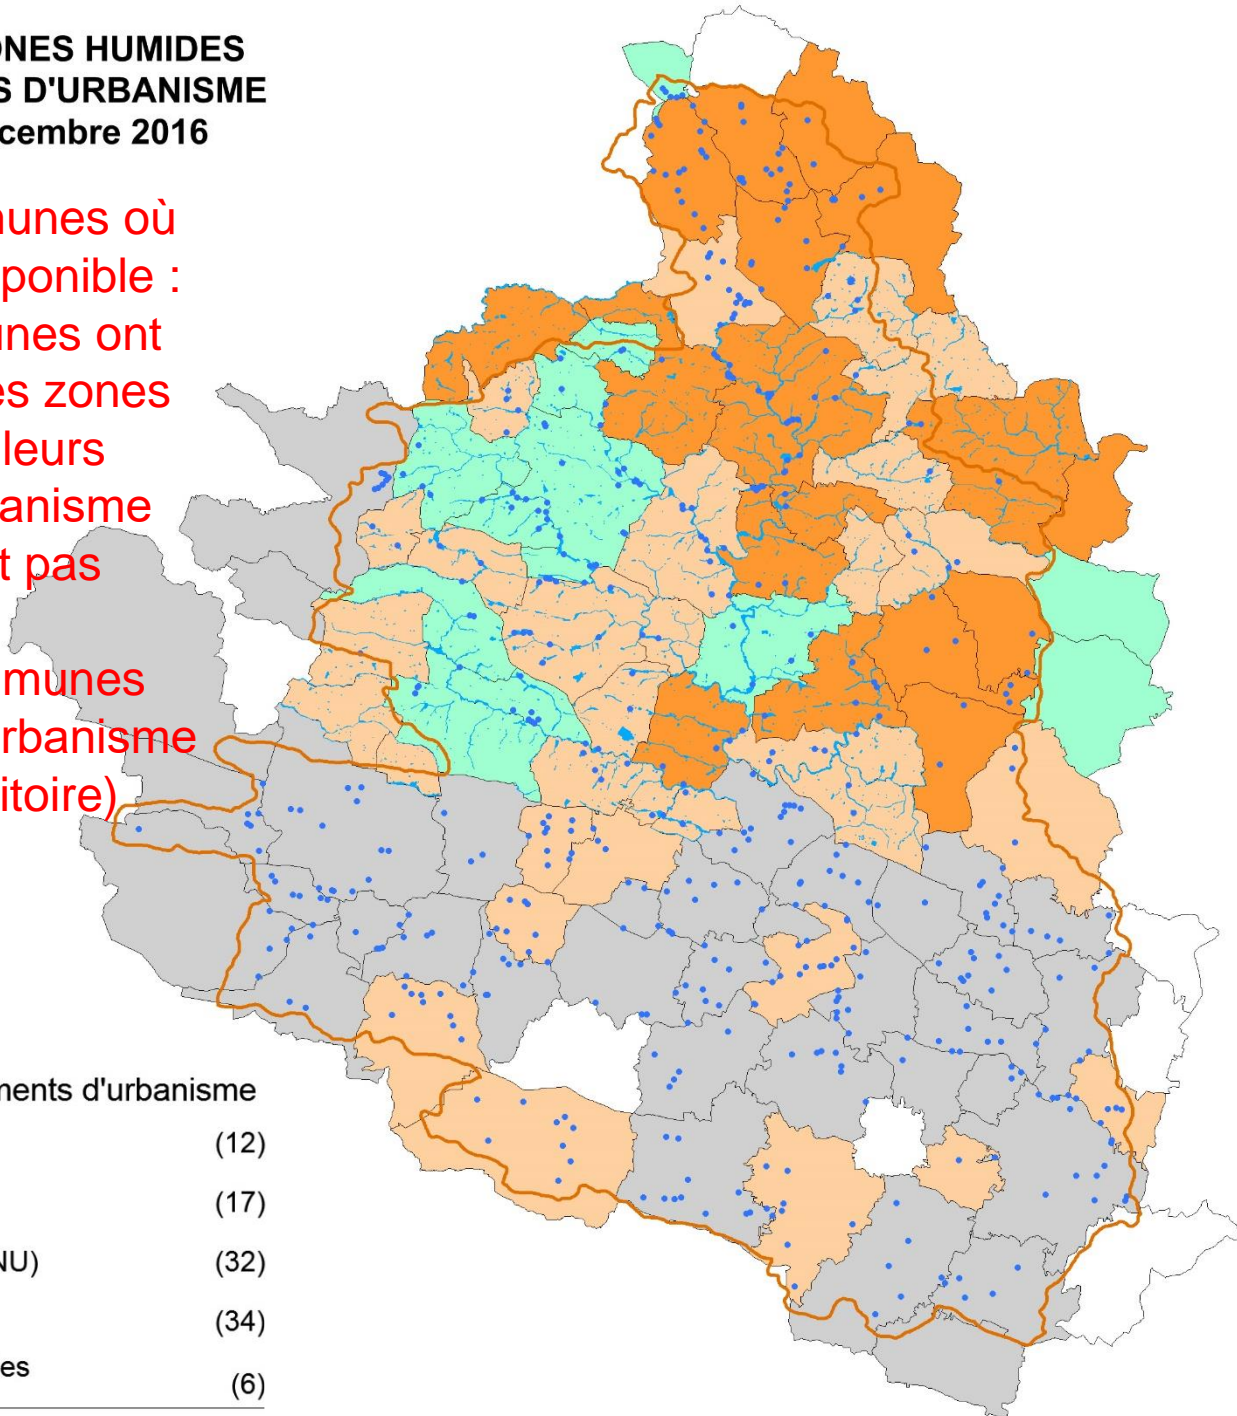 ONES HUMIDES
S D'URBANISME
cembre 2016
unes où
ponible :
unes ont
es zones
leurs
anisme
t pas
munes
rbanisme
itoire)
ments d'urbanisme
(12)
(17)
NU) (32)
(34)
es
(6)